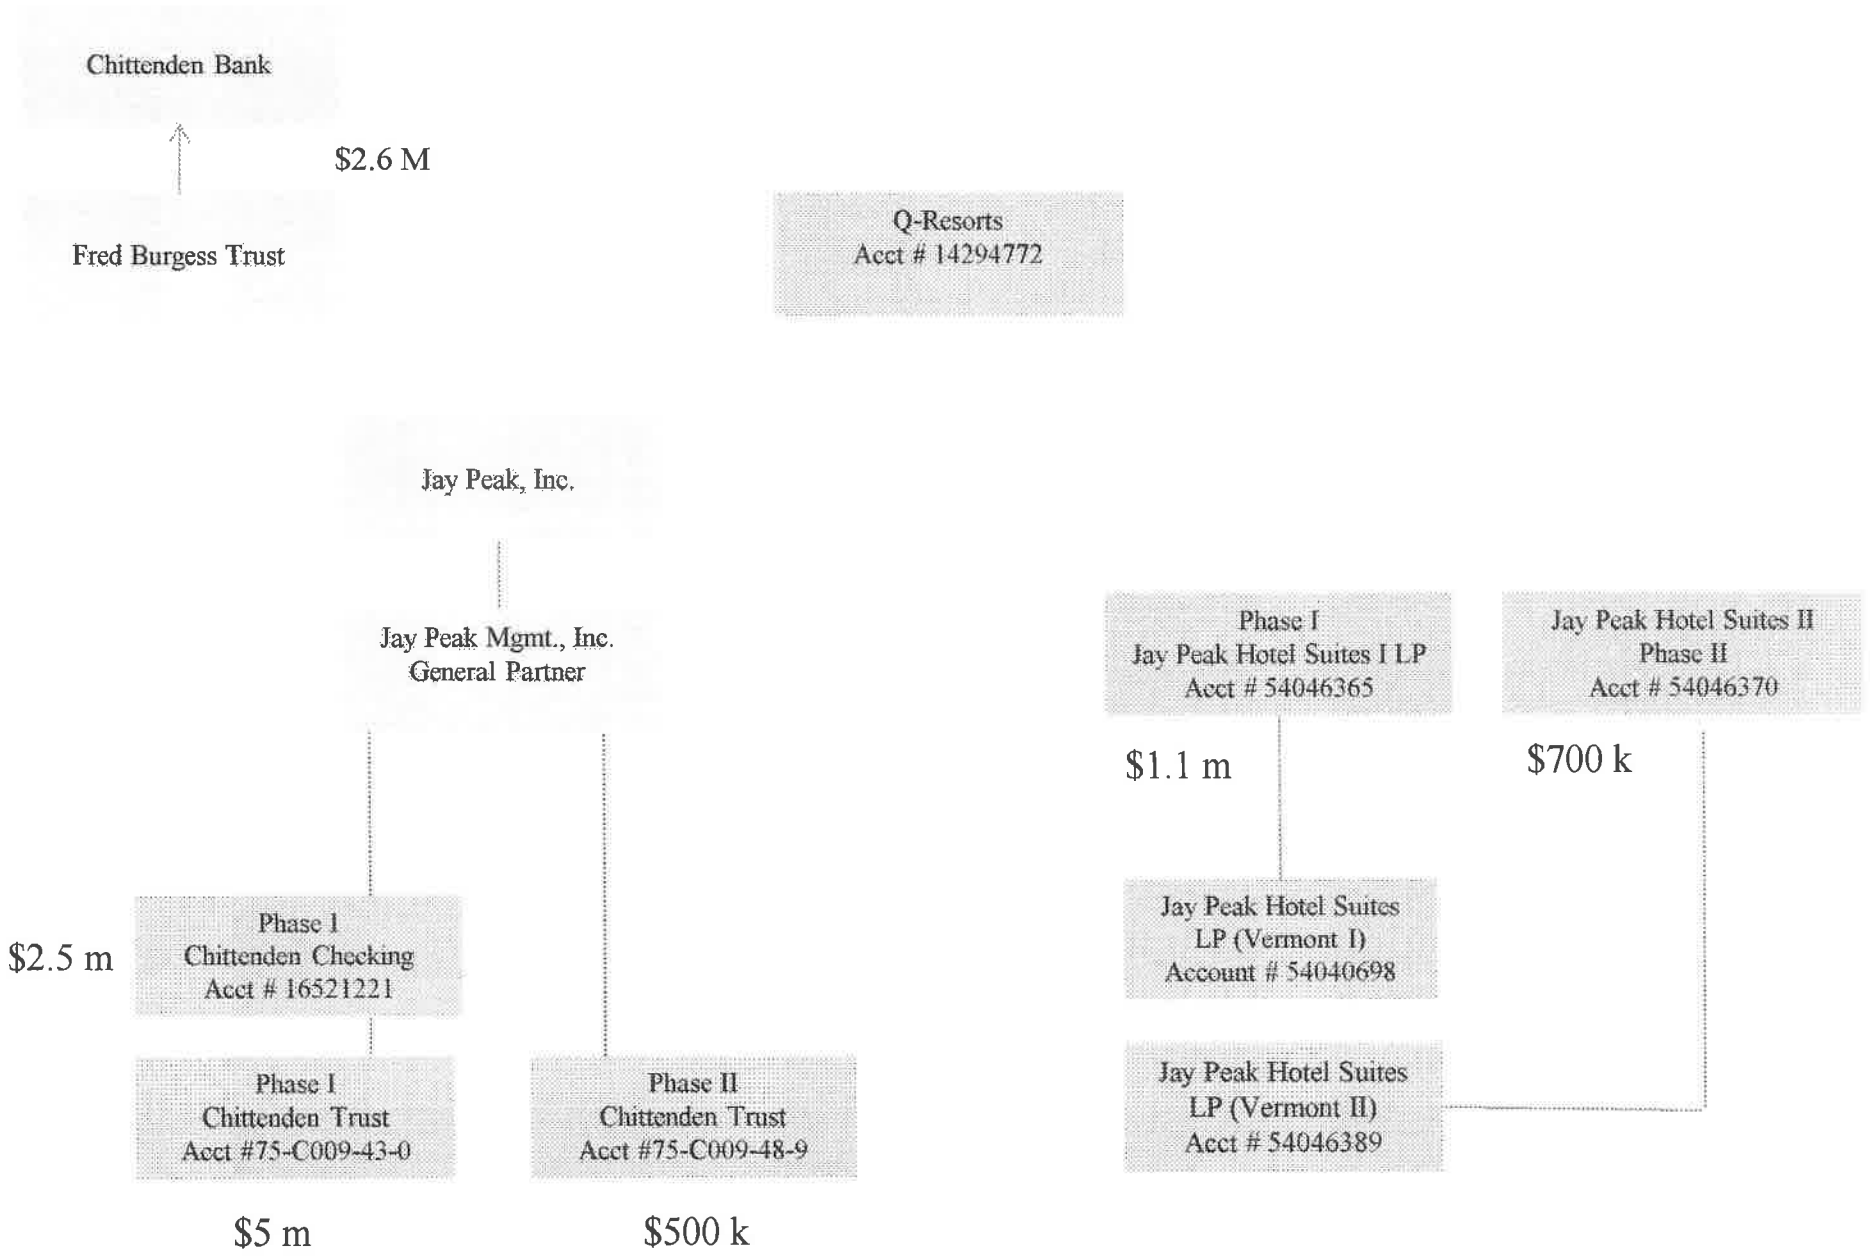 Chittenden Bank
$2.6 M
Fred Burgess Trust
Q-Resorts
Acct # 14294772
Jay Peak, Inc.
Jay Peak Mgmt., Inc.
General Partner
Phase I
Jay Peak Hotel Suites I LP
Acct # 54046365
Jay Peak Hotel Suites II
Phase II
Acct # 54046370
$1.1 m
$700 k
$2.5 m
Phase I
Chittenden Checking
Acct # 16521221
Jay Peak Hotel Suites
LP (Vermont I)
Account # 54040698
Phase I
Chittenden Trust
Acct #75-C009-43-0
Phase II
Chittenden Trust
Acct #75-C009-48-9
Jay Peak Hotel Suites
LP (Vermont II)
Acct # 54046389
$5 m
$500 k